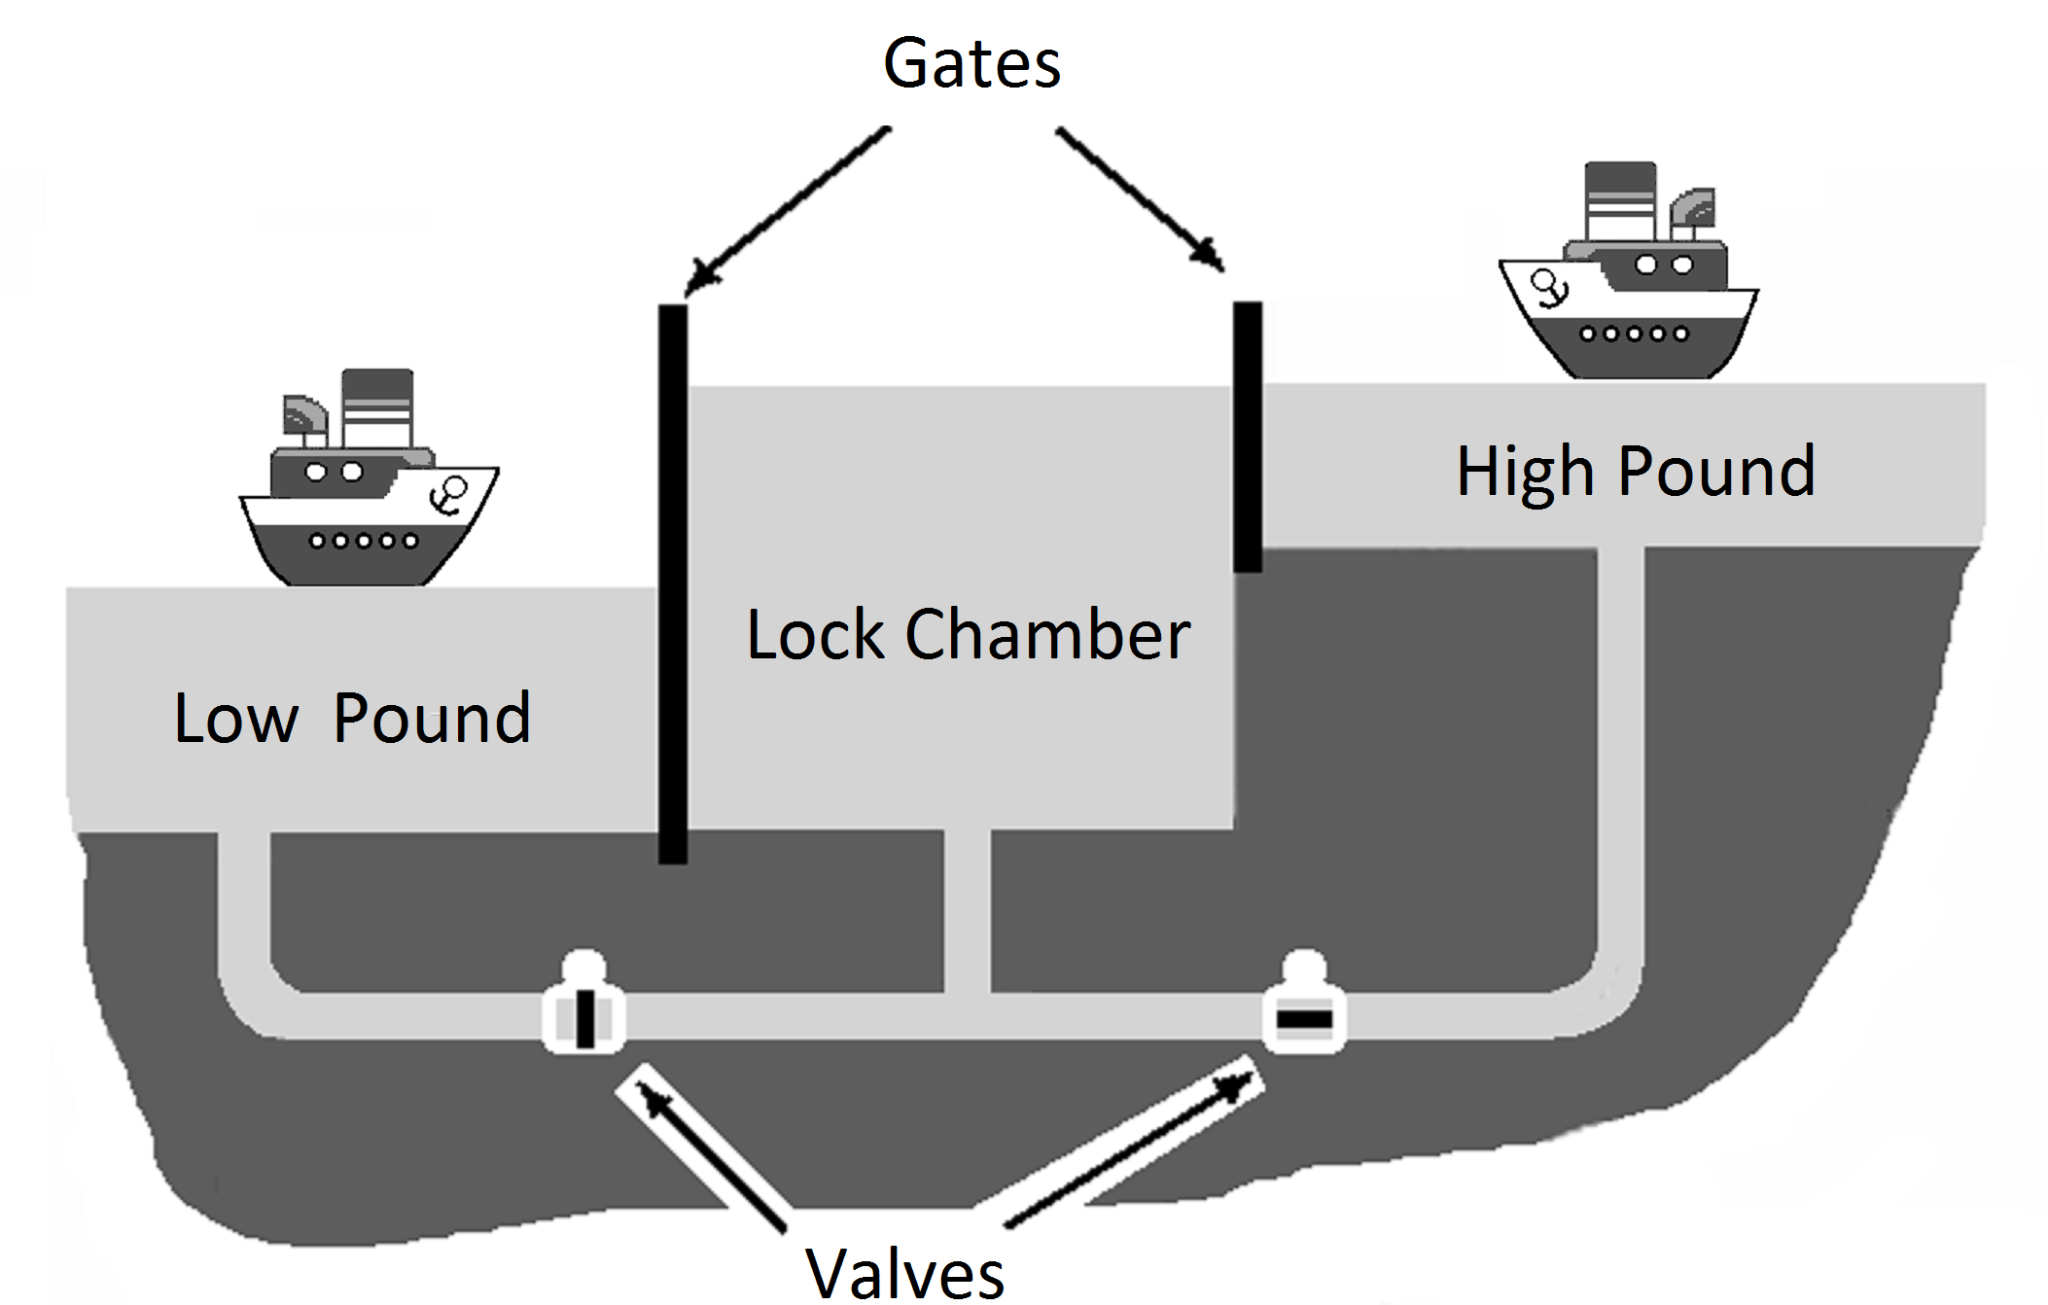 Gates
High Pound
Lock Chamber
Low Pound
Valves